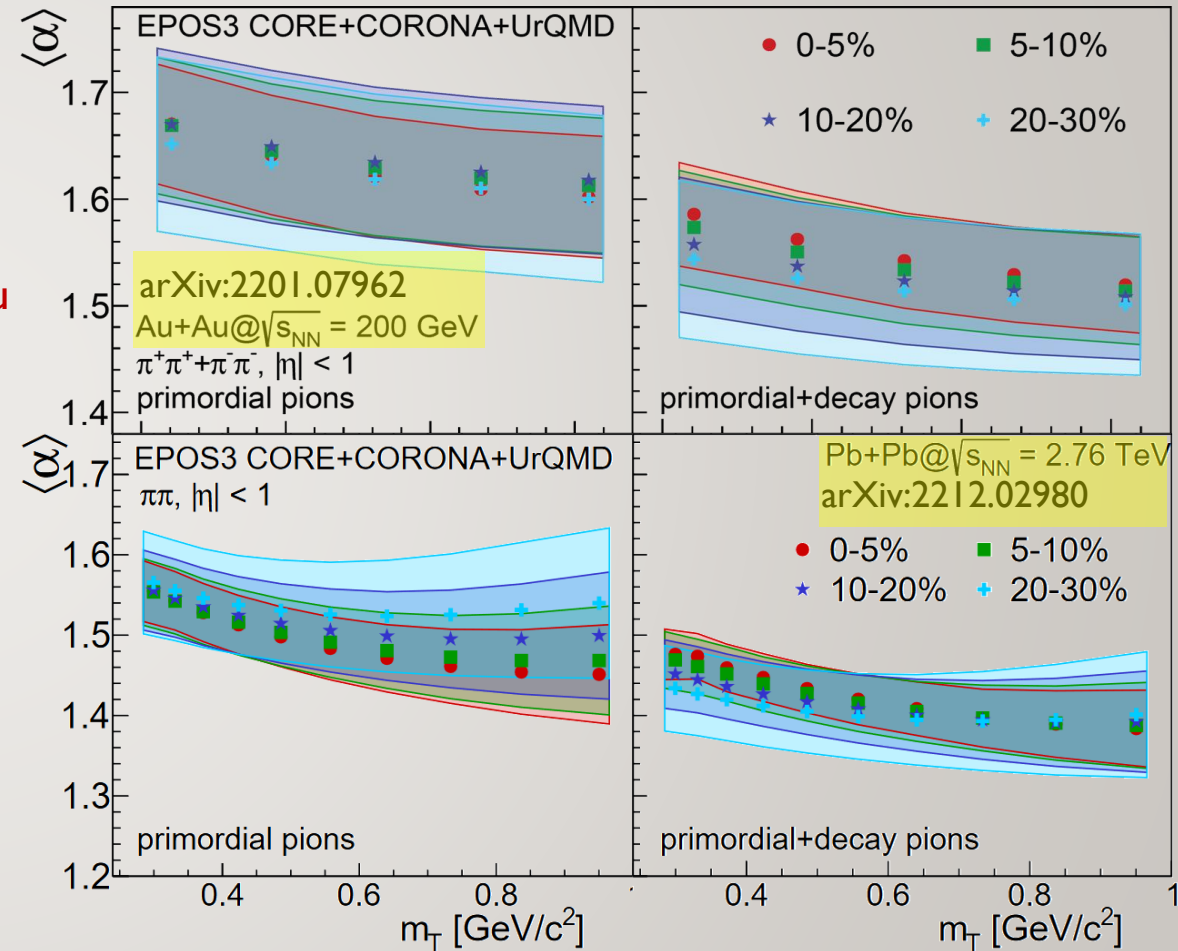 ⟨α⟩
EPOS3 CORE+CORONA+UrQMD
0-5%
5-10%
10-20%
20-30%
1.7
1.6
1.5
1.4
u
arXiv:2201.07962
Au+Au@√sNN = 200 GeV
π⁺π⁺+π⁻π⁻, |η| < 1
primordial pions
primordial+decay pions
⟨α⟩
EPOS3 CORE+CORONA+UrQMD
ππ, |η| < 1
Pb+Pb@√sNN = 2.76 TeV
arXiv:2212.02980
0-5%
5-10%
10-20%
20-30%
1.7
1.6
1.5
1.4
1.3
1.2
primordial pions
primordial+decay pions
0.4
0.6
0.8
0.4
0.6
0.8
1
mT [GeV/c²]
mT [GeV/c²]